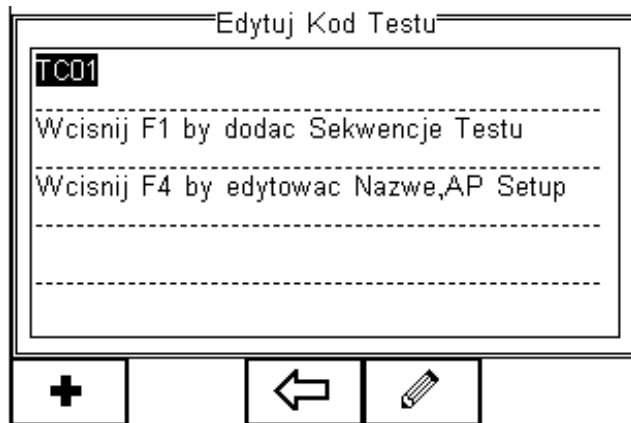 Edytuj Kod Testu
TC01
Wcisnij F1 by dodac Sekwencje Testu
Wcisnij F4 by edytowac Nazwe,AP Setup